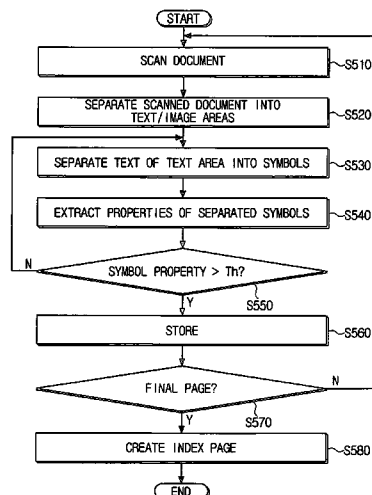 START
SCAN DOCUMENT
S510
SEPARATE SCANNED DOCUMENT INTO
TEXT/IMAGE AREAS
S520
SEPARATE TEXT OF TEXT AREA INTO SYMBOLS
S530
EXTRACT PROPERTIES OF SEPARATED SYMBOLS
S540
N
SYMBOL PROPERTY > Th?
S550
Y
STORE
S560
N
FINAL PAGE?
S570
Y
CREATE INDEX PAGE
S580
END